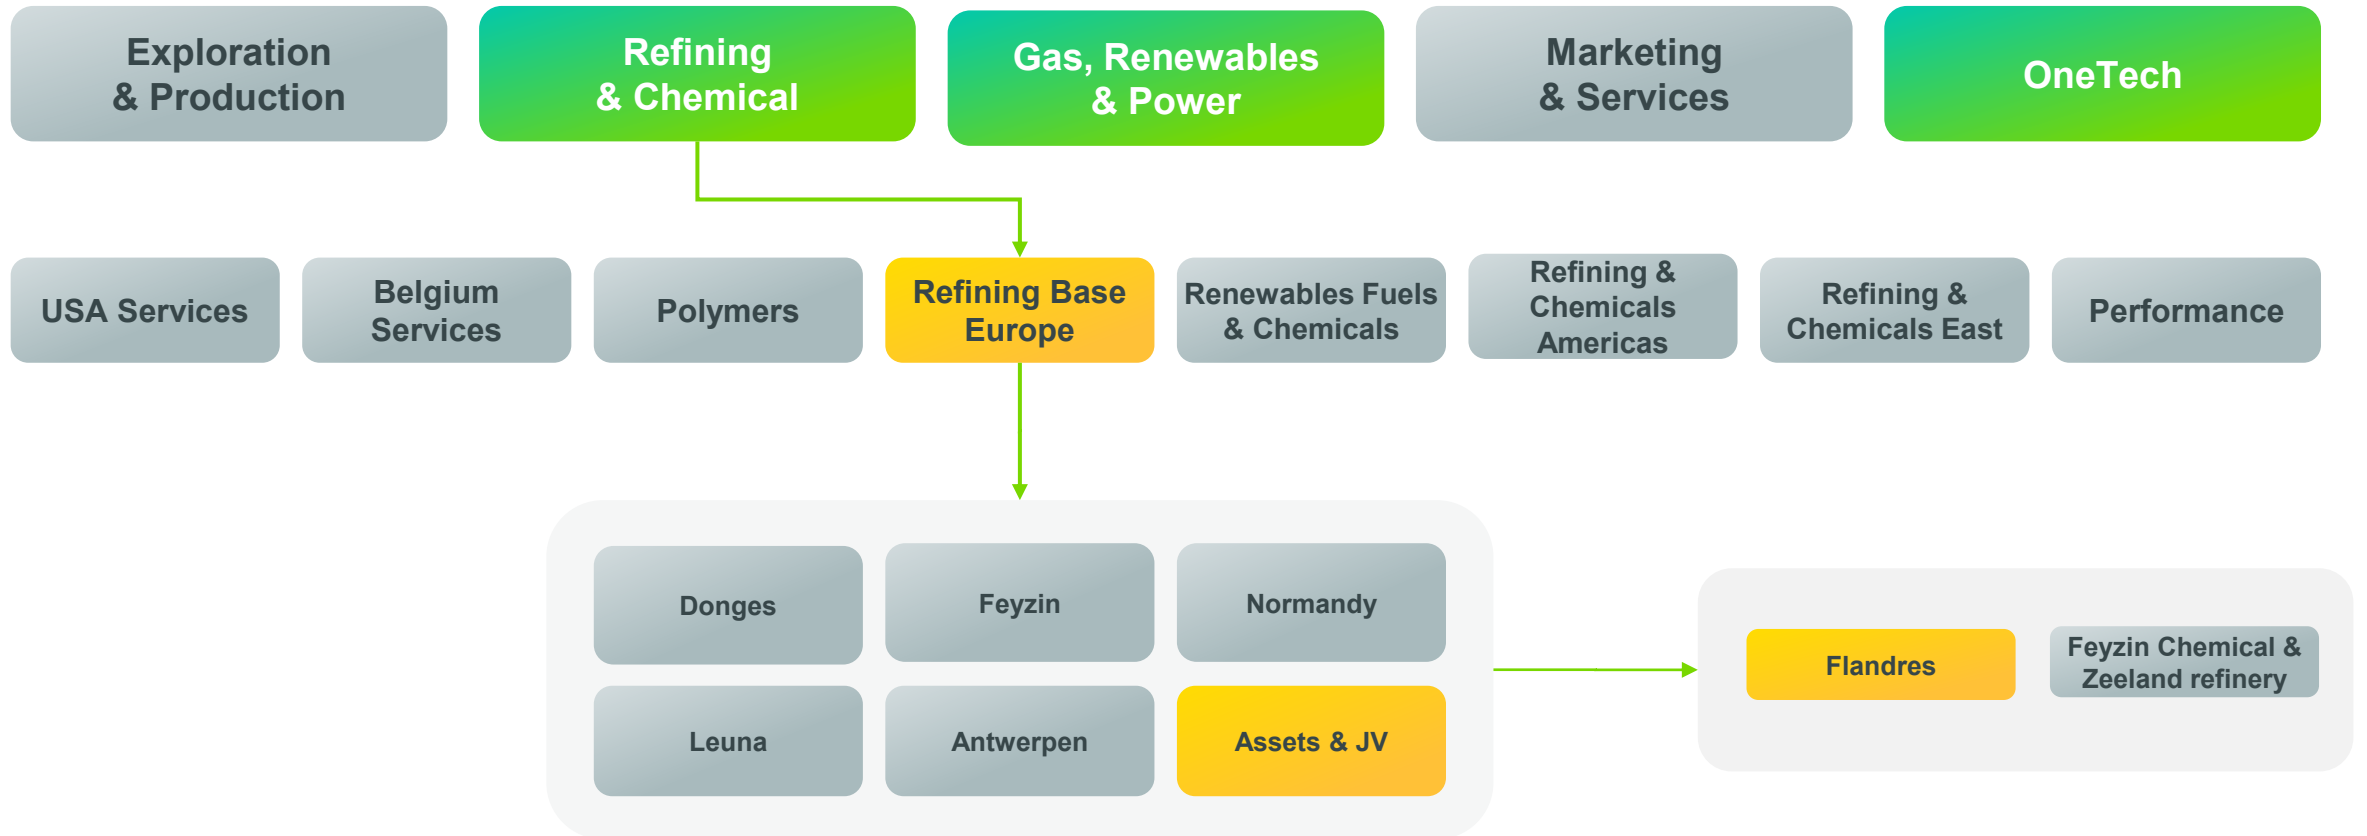 Exploration
& Production
Refining
& Chemical
Gas, Renewables
& Power
Marketing
& Services
OneTech
USA Services
Belgium
Services
Polymers
Refining Base
Europe
Renewables Fuels
& Chemicals
Refining &
Chemicals
Americas
Refining &
Chemicals East
Performance
Donges
Feyzin
Normandy
Leuna
Antwerpen
Assets & JV
Flandres
Feyzin Chemical &
Zeeland refinery